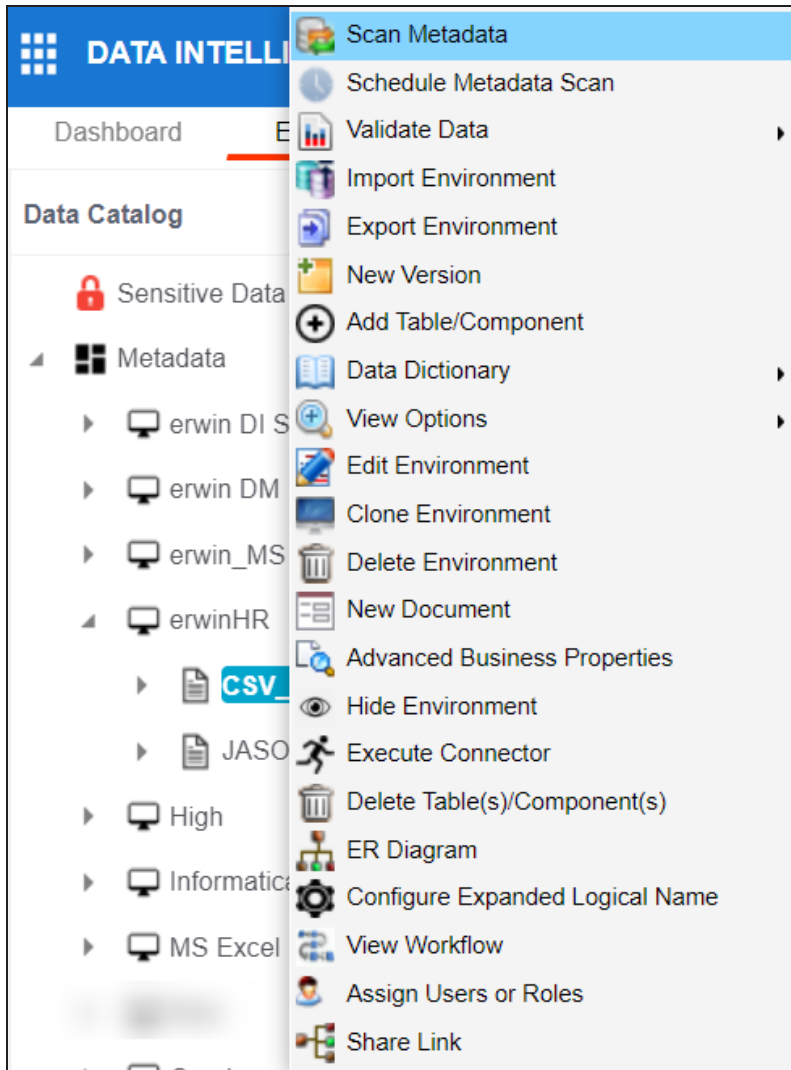 DATA INTELLI
Dashboard E
Data Catalog
Sensitive Data
Metadata
erwin DI S
erwin DM
erwin_MS
erwinHR
CSV_
JASO
High
Informatica
MS Excel
Scan Metadata
Schedule Metadata Scan
Validate Data
Import Environment
Export Environment
New Version
Add Table/Component
Data Dictionary
View Options
Edit Environment
Clone Environment
Delete Environment
New Document
Advanced Business Properties
Hide Environment
Execute Connector
Delete Table(s)/Component(s)
ER Diagram
Configure Expanded Logical Name
View Workflow
Assign Users or Roles
Share Link